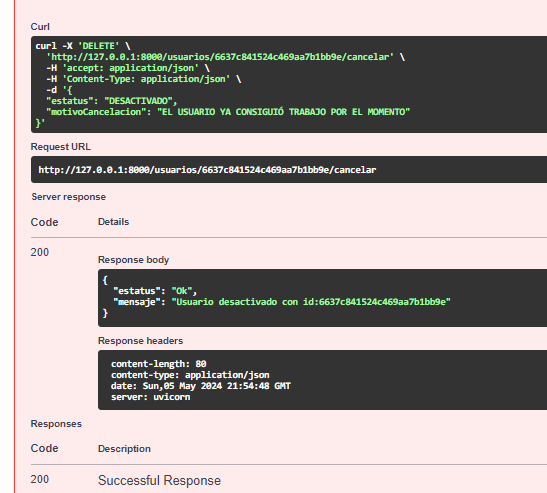 Curl
curl -X 'DELETE' \
'http://127.0.0.1:8000/usuarios/6637c841524c469aa7b1bb9e/cancelar' \
-H 'accept: application/json' \
-H 'Content-Type: application/json' \
-d '{
"estatus": "DESACTIVADO",
"motivoCancelacion": "EL USUARIO YA CONSIGUIÓ TRABAJO POR EL MOMENTO"
}'
Request URL
http://127.0.0.1:8000/usuarios/6637c841524c469aa7b1bb9e/cancelar
Server response
Code Details
200
Response body
{
"estatus": "Ok",
"mensaje": "Usuario desactivado con id:6637c841524c469aa7b1bb9e"
}
Response headers
content-length: 80
content-type: application/json
date: Sun,05 May 2024 21:54:48 GMT
server: uvicorn
Responses
Code Description
200 Successful Response